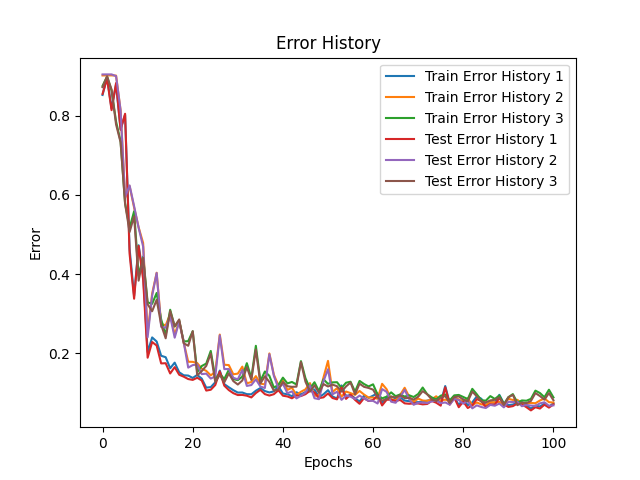 Error History
Train Error History 1
Train Error History 2
Train Error History 3
Test Error History 1
Test Error History 2
Test Error History 3
Error
0.8
0.6
0.4
0.2
0 20 40 60 80 100
Epochs